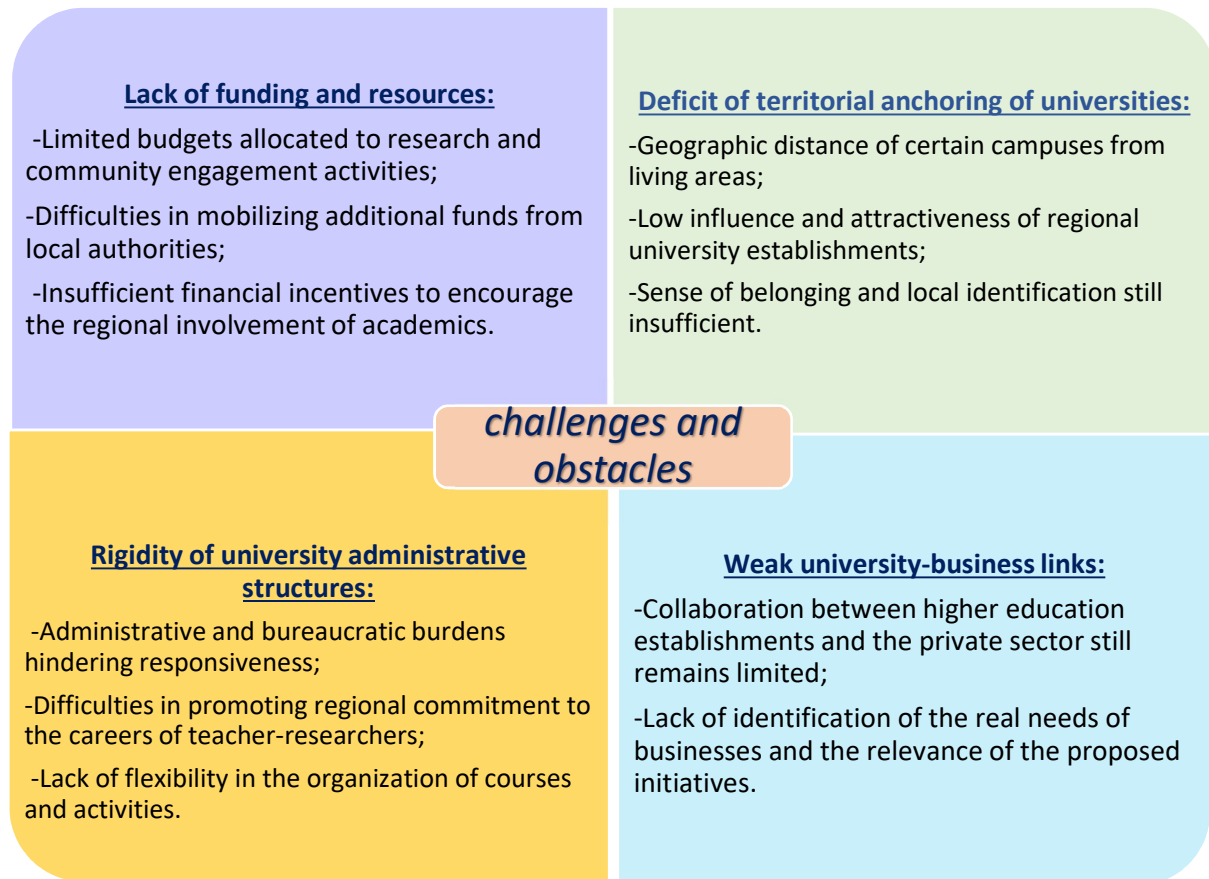 Lack of funding and resources:
-Limited budgets allocated to research and
community engagement activities;
-Difficulties in mobilizing additional funds from
local authorities;
-Insufficient financial incentives to encourage
the regional involvement of academics.
Deficit of territorial anchoring of universities:
-Geographic distance of certain campuses from
living areas;
-Low influence and attractiveness of regional
university establishments;
-Sense of belonging and local identification still
insufficient.
challenges and
obstacles
Rigidity of university administrative
structures:
-Administrative and bureaucratic burdens
hindering responsiveness;
-Difficulties in promoting regional commitment to
the careers of teacher-researchers;
-Lack of flexibility in the organization of courses
and activities.
Weak university-business links:
-Collaboration between higher education
establishments and the private sector still
remains limited;
-Lack of identification of the real needs of
businesses and the relevance of the proposed
initiatives.